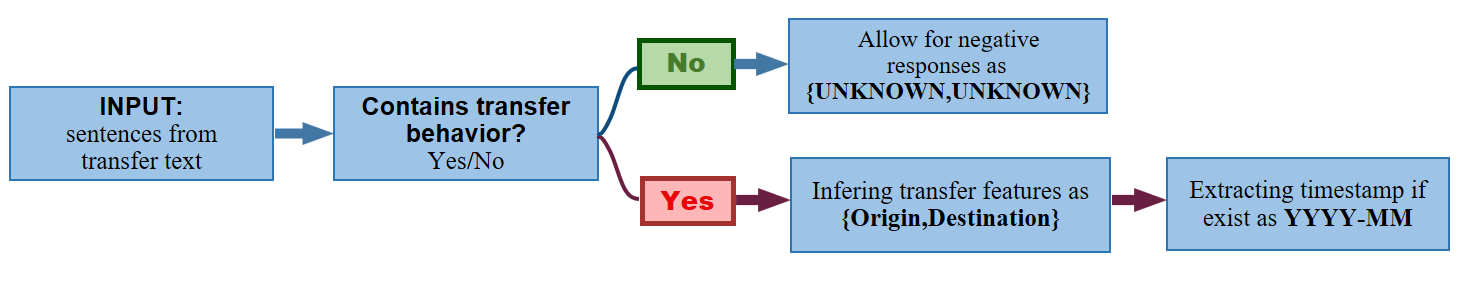 INPUT:
sentences from
transfer text
Contains transfer
behavior?
Yes/No
No
Allow for negative
responses as
{UNKNOWN,UNKNOWN}
Yes
Infering transfer features as
{Origin,Destination}
Extracting timestamp if
exist as YYYY-MM